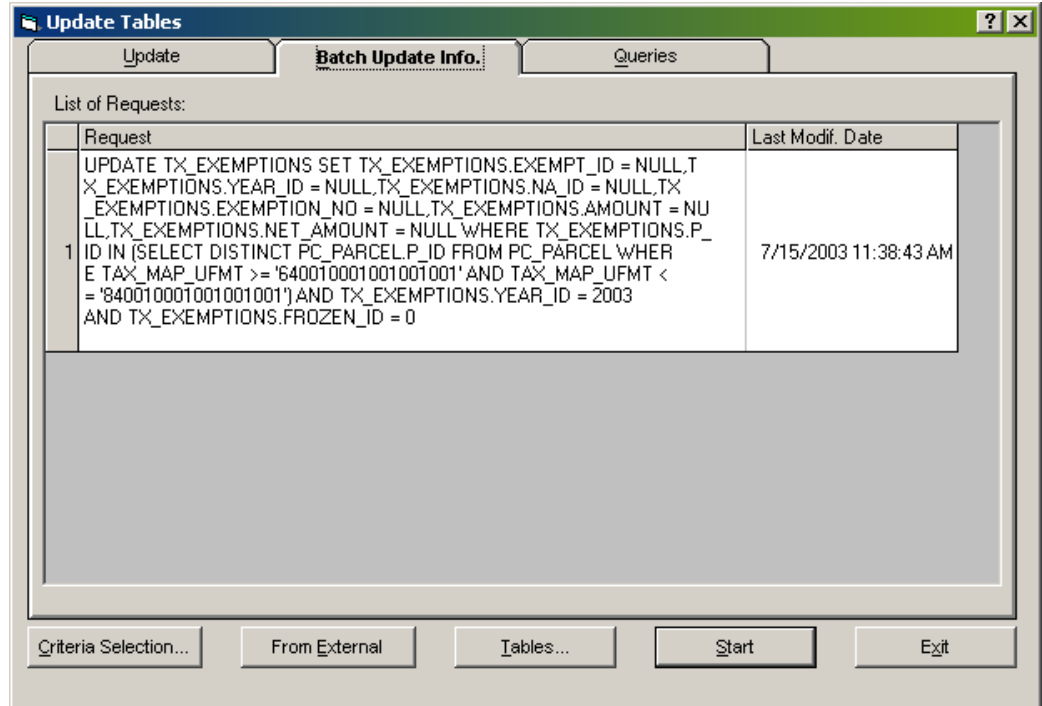 Update Tables
Update
Batch Update Info.
Queries
List of Requests:
Request
Last Modif. Date
1
UPDATE TX_EXEMPTIONS SET TX_EXEMPTIONS.EXEMPT_ID = NULL,T
X_EXEMPTIONS.YEAR_ID = NULL,TX_EXEMPTIONS.NA_ID = NULL,TX
_EXEMPTIONS.EXEMPTION_NO = NULL,TX_EXEMPTIONS.AMOUNT = NU
LL,TX_EXEMPTIONS.NET_AMOUNT = NULL WHERE TX_EXEMPTIONS.P_
ID IN (SELECT DISTINCT PC_PARCEL.P_ID FROM PC_PARCEL WHER
E TAX_MAP_UFMT >= '6400100001001001001' AND TAX_MAP_UFMT <
= '8400100001001001001') AND TX_EXEMPTIONS.YEAR_ID = 2003
AND TX_EXEMPTIONS.FROZEN_ID = 0
7/15/2003 11:38:43 AM
Criteria Selection...
From External
Tables...
Start
Exit